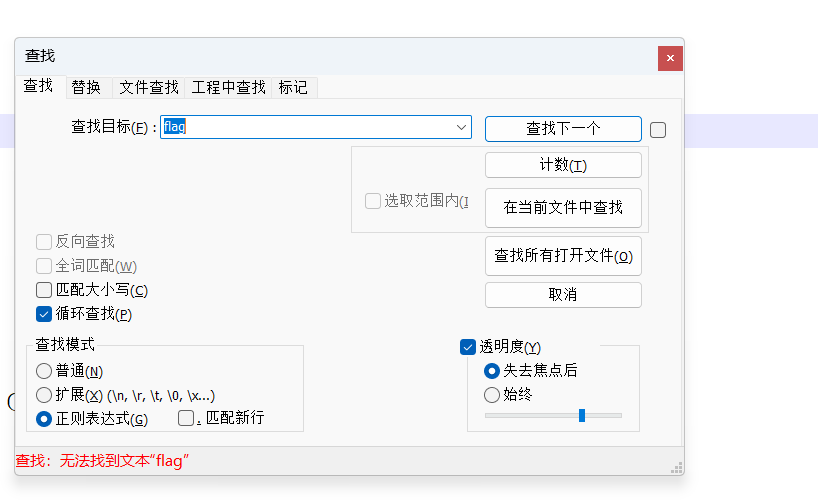 查找
查找 替换 文件查找 工程中查找 标记
查找目标(F) : flag
查找下一个
计数(T)
选取范围内(I
在当前文件中查找
反向查找
查找所有打开文件(O)
全词匹配(W)
匹配大小写(C)
取消
循环查找(P)
查找模式
透明度(Y)
普通(N)
失去焦点后
扩展(X) (\n, \r, \t, \0, \x...)
始终
正则表达式(G) . 匹配新行
查找：无法找到文本“flag”